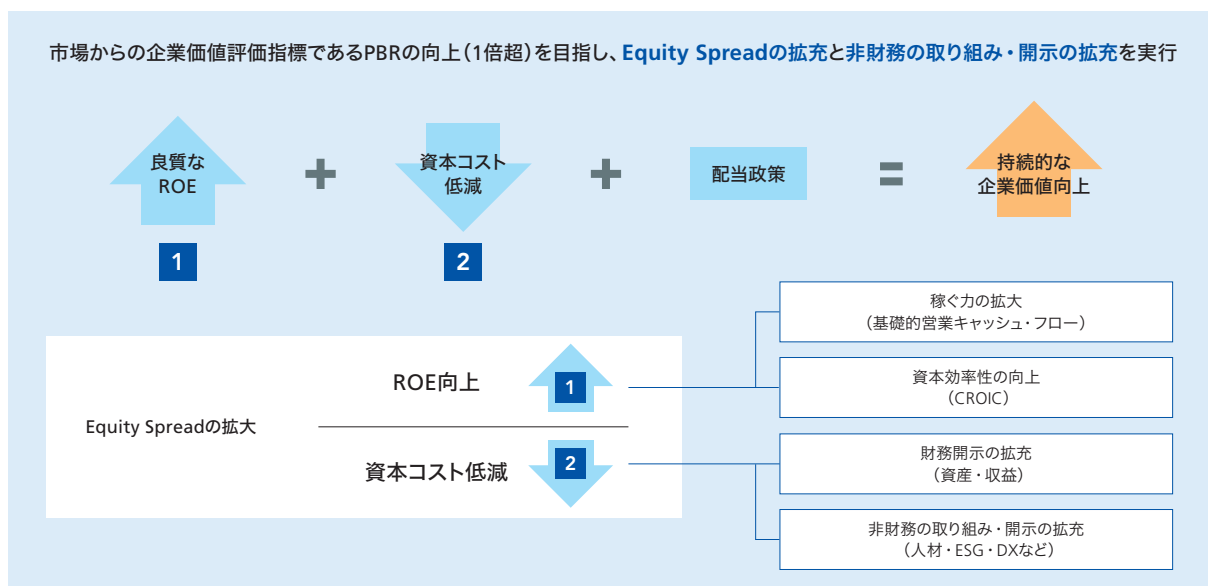 市場からの企業価値評価指標であるPBRの向上（1倍超）を目指し、Equity Spreadの拡充と非財務の取り組み・開示の拡充を実行
良質な
ROE
+
資本コスト
低減
+
配当政策
=
持続的な
企業価値向上
1
2
Equity Spreadの拡大
ROE向上
1
資本コスト低減
2
稼ぐ力の拡大
（基礎的営業キャッシュ・フロー）
資本効率性の向上
（CROIC）
財務開示の拡充
（資産・収益）
非財務の取り組み・開示の拡充
（人材・ESG・DXなど）